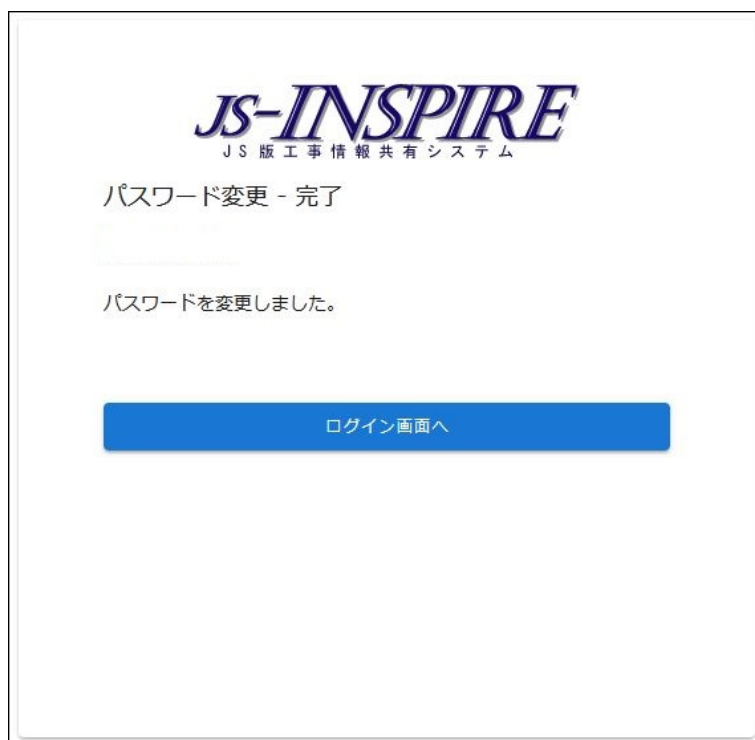 JS-INSPIRE
JS版工事情報共有システム
パスワード変更 - 完了
パスワードを変更しました。
ログイン画面へ